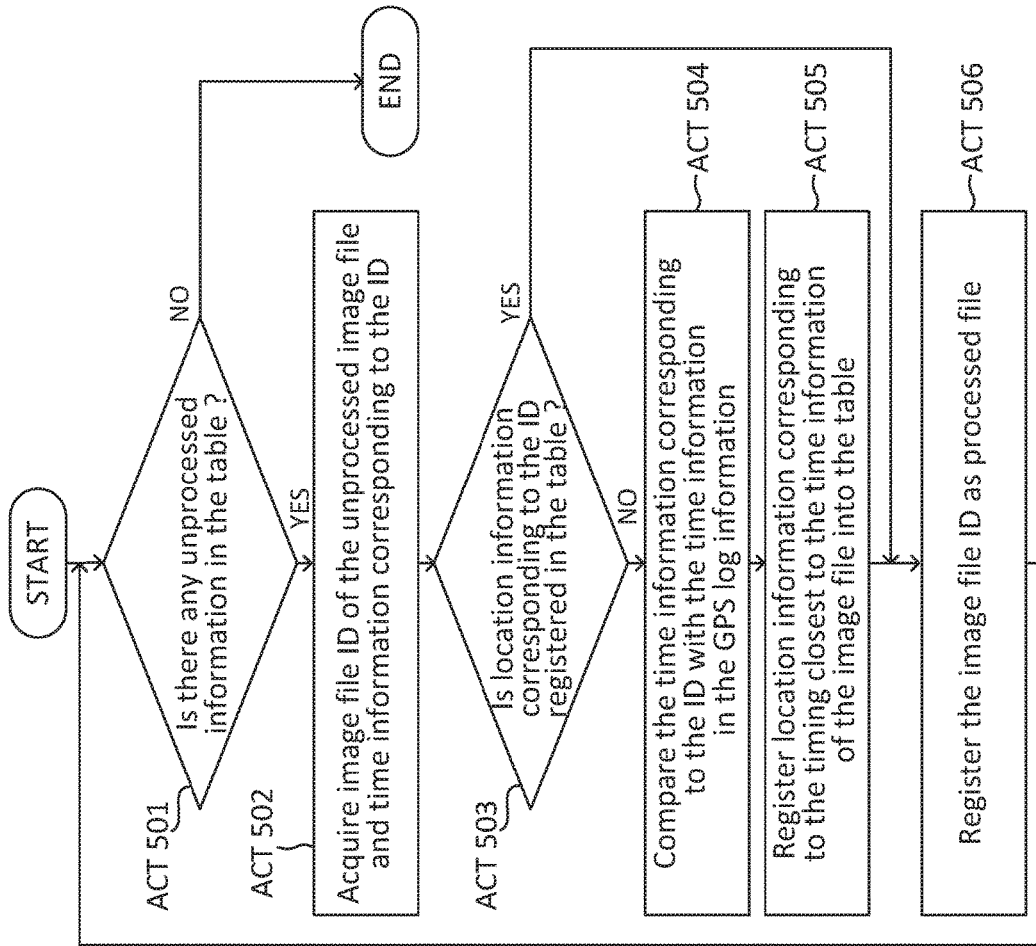 START
ACT 501
Is there any unprocessed
information in the table ?
NO
END
YES
ACT 502
Acquire image file ID of the unprocessed image file
and time information corresponding to the ID
ACT 503
Is location information
corresponding to the ID
registered in the table ?
YES
NO
Compare the time information corresponding
to the ID with the time information
in the GPS log information
ACT 504
Register location information corresponding
to the timing closest to the time information
of the image file into the table
ACT 505
Register the image file ID as processed file
ACT 506